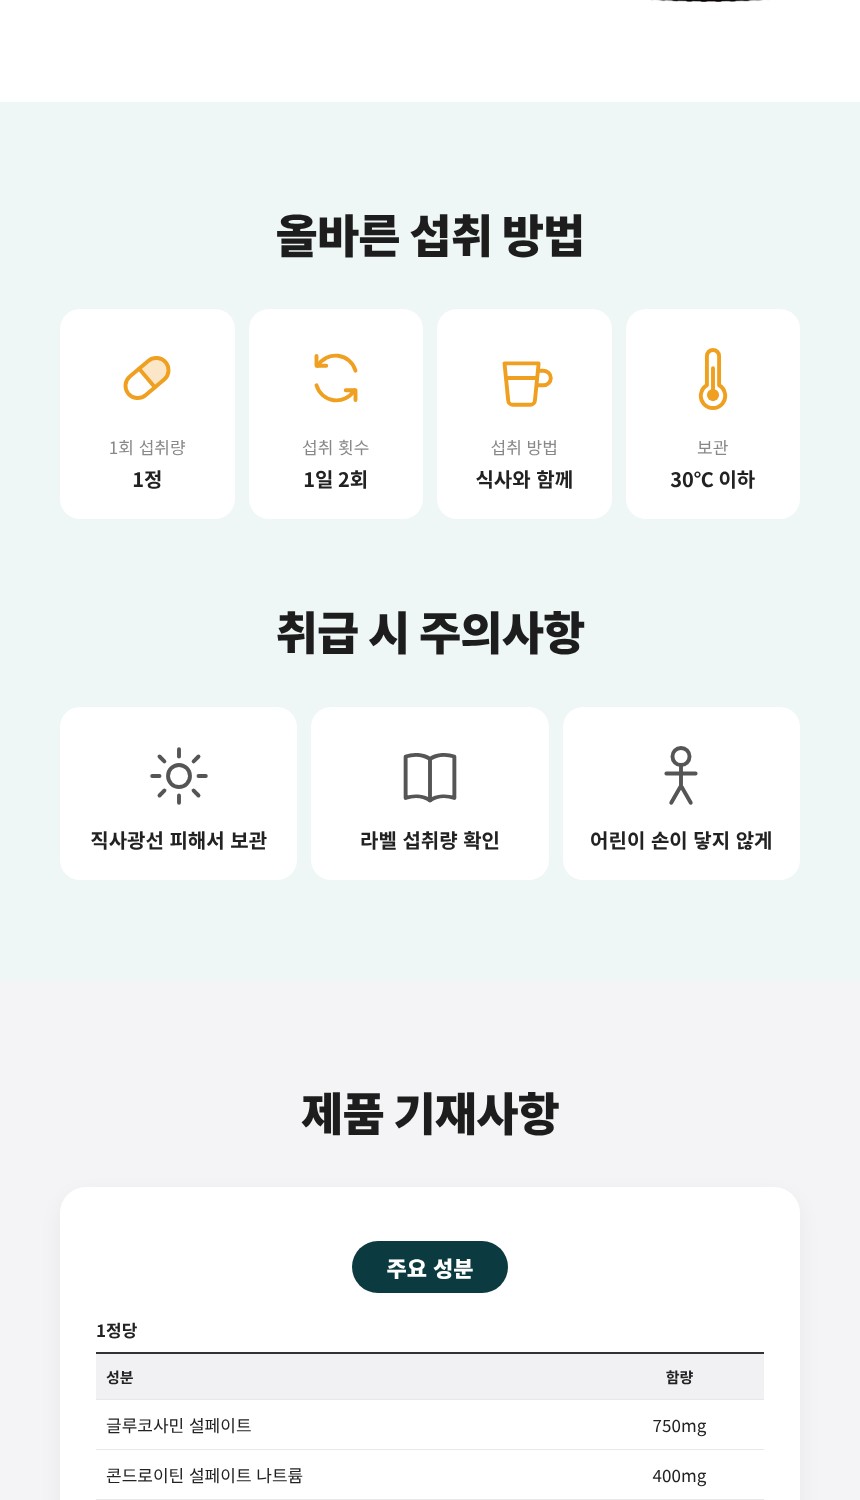 올바른 섭취 방법
1회 섭취량
1정
섭취 횟수
1일 2회
섭취 방법
식사와 함께
보관
30℃ 이하
취급 시 주의사항
직사광선 피해서 보관
라벨 섭취량 확인
어린이 손이 닿지 않게
제품 기재사항
주요 성분
1정당
성분 함량
글루코사민 설페이트 750mg
콘드로이틴 설페이트 나트륨 400mg